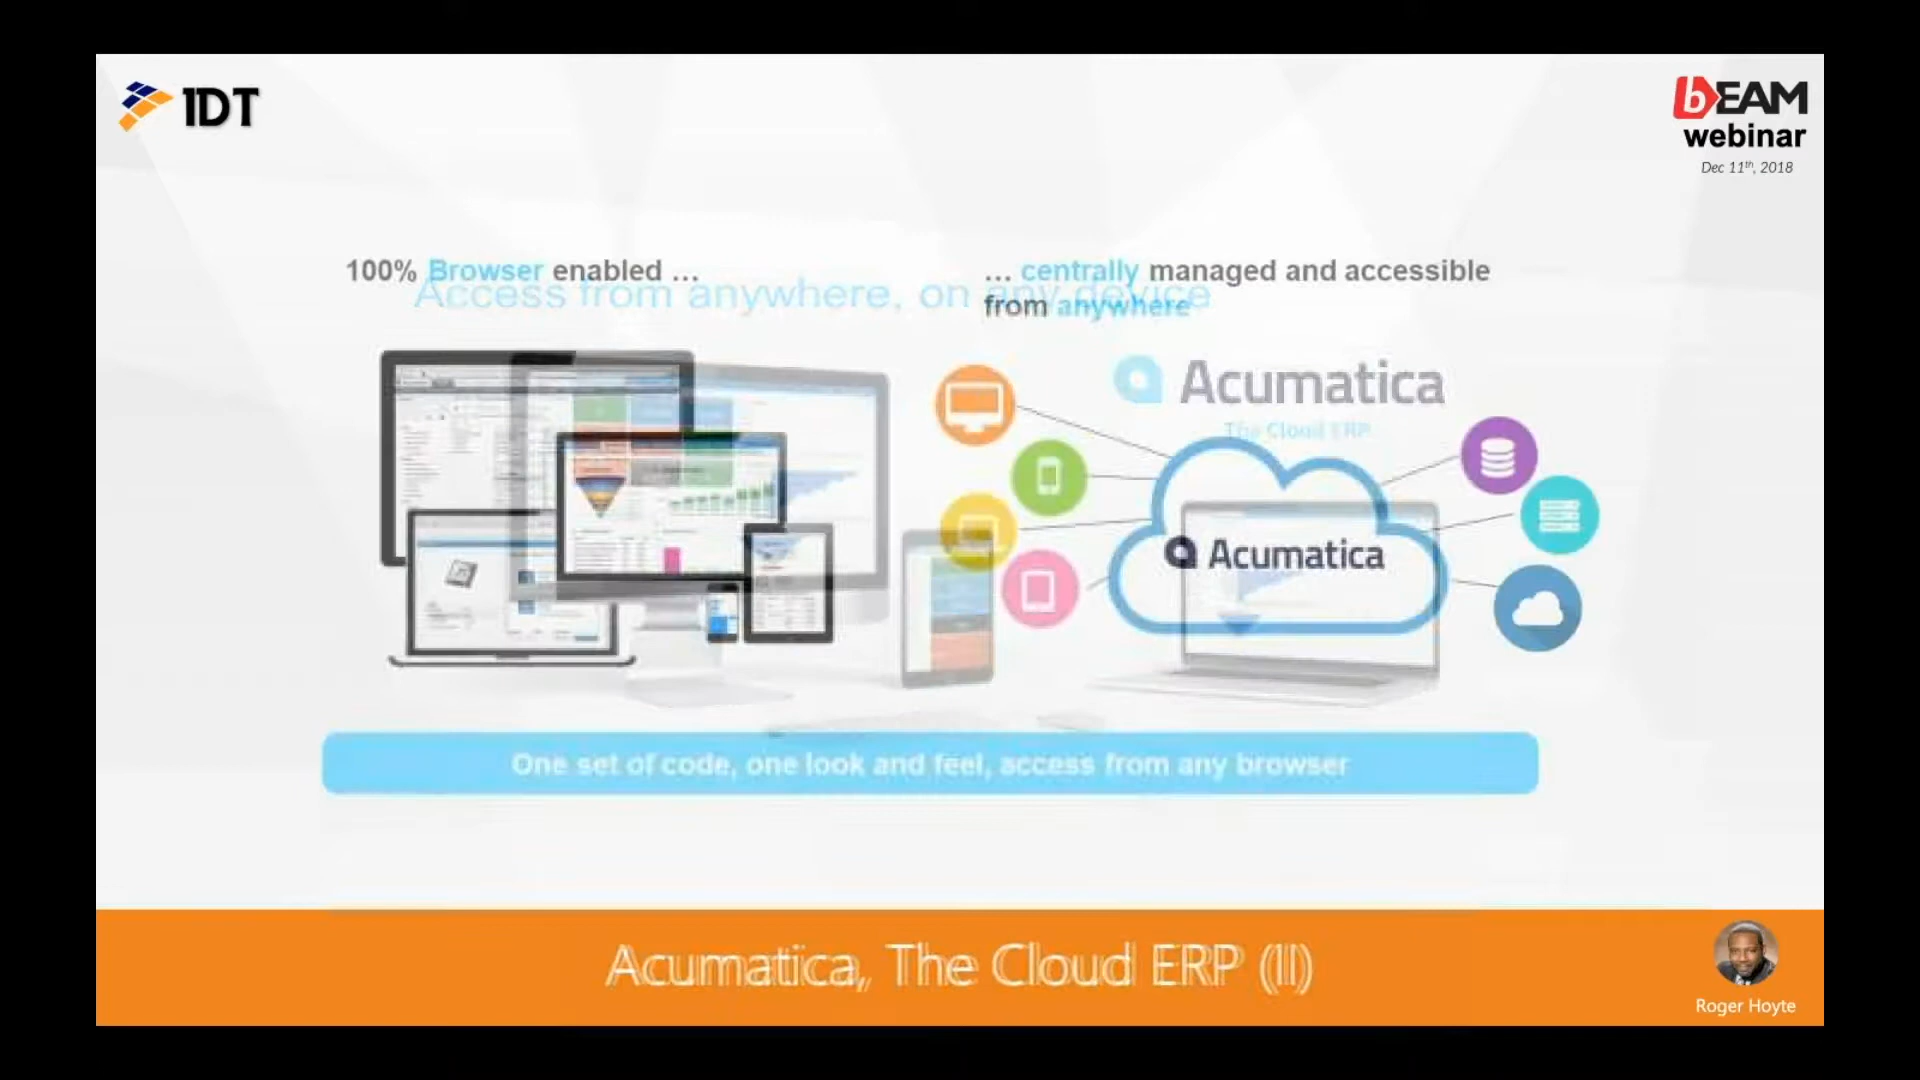 1DT
bEAM
webinar
Dec 11th, 2018
100% Browser enabled ...
... centrally managed and accessible
from anywhere
Access from anywhere, on any device
Acumatica
The Cloud ERP
Acumatica
One set of code, one look and feel, access from any browser
Acumatica, The Cloud ERP (II)
Roger Hoyte